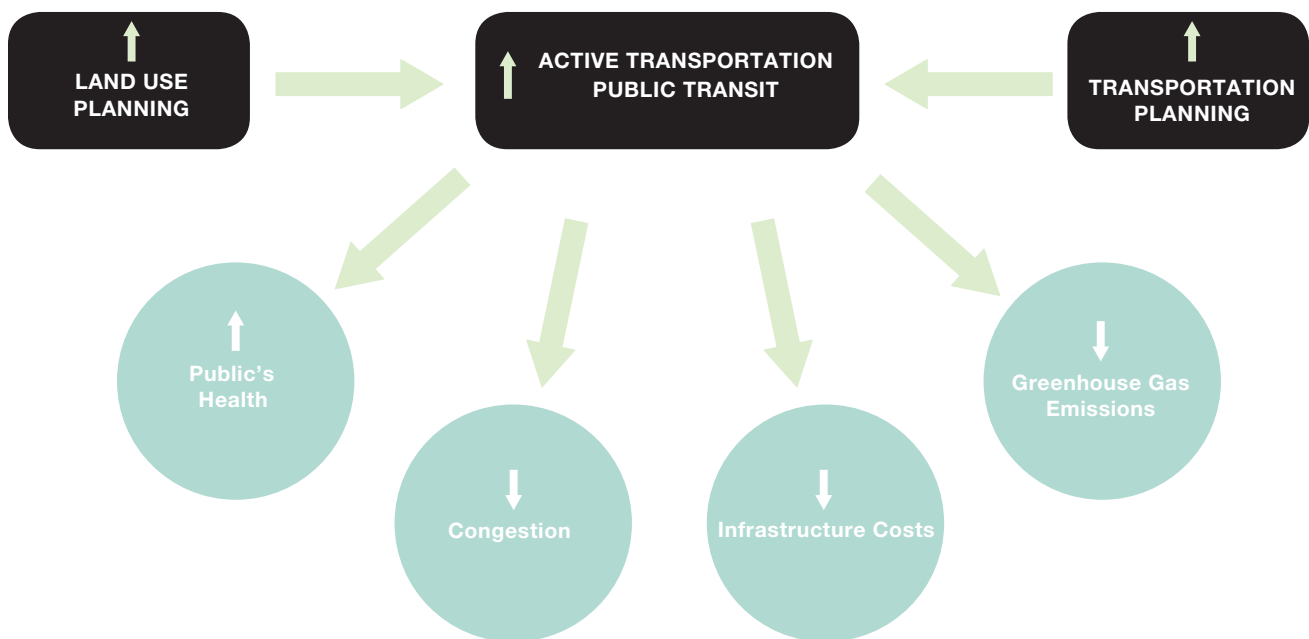 LAND USE
PLANNING
ACTIVE TRANSPORTATION
PUBLIC TRANSIT
TRANSPORTATION
PLANNING
Public's
Health
Congestion
Infrastructure Costs
Greenhouse Gas
Emissions